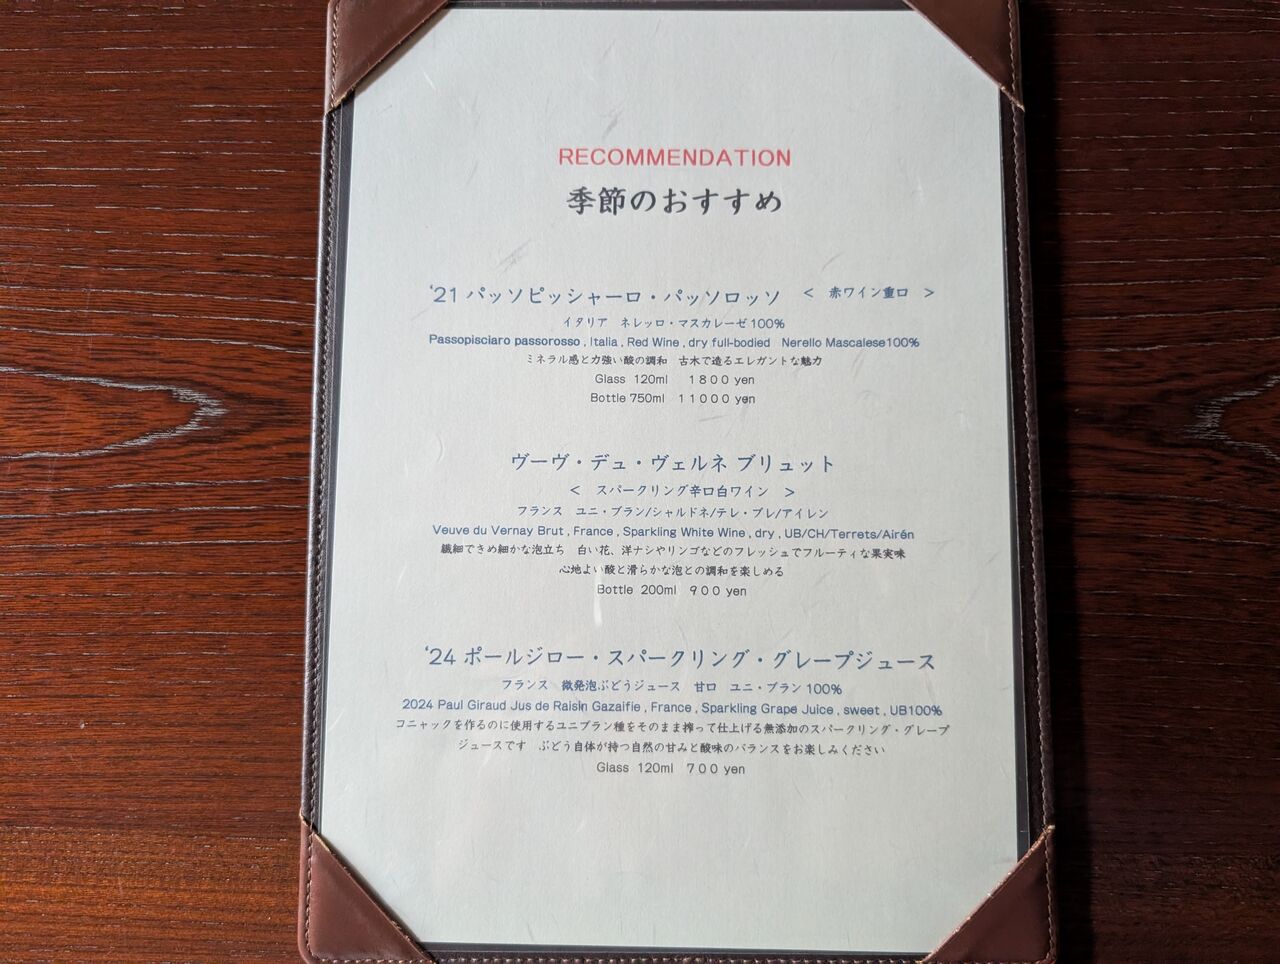 RECOMMENDATION
季節のおすすめ
‘21 パッソピッシャーロ・パッソロッソ ＜ 赤ワイン重口 ＞
イタリア ネレッロ・マスカレーゼ100%
Passopisciaro passorosso , Italia , Red Wine , dry full-bodied Nerello Mascalese100%
ミネラル感と力強い酸の調和 古木で造るエレガントな魅力
Glass 120ml １８００ yen
Bottle 750ml １１０００ yen
ヴーヴ・デュ・ヴェルネ ブリュット
＜ スパークリング辛口白ワイン ＞
フランス ユニ・ブラン/シャルドネ/テレ・ブレ/アイレン
Veuve du Vernay Brut , France , Sparkling White Wine , dry , UB/CH/Terrets/Airén
繊細できめ細かな泡立ち 白い花、洋ナシやリンゴなどのフレッシュでフルーティな果実味
心地よい酸と滑らかな泡との調和を楽しめる
Bottle 200ml ９００ yen
‘24 ポールジロー・スパークリング・グレープジュース
フランス 微発泡ぶどうジュース 甘口 ユニ・ブラン100%
2024 Paul Giraud Jus de Raisin Gazaifie , France , Sparkling Grape Juice , sweet , UB100%
コニャックを作るのに使用するユニブラン種をそのまま搾って仕上げる無添加のスパークリング・グレープ
ジュースです ぶどう自体が持つ自然の甘みと酸味のバランスをお楽しみください
Glass 120ml ７００ yen